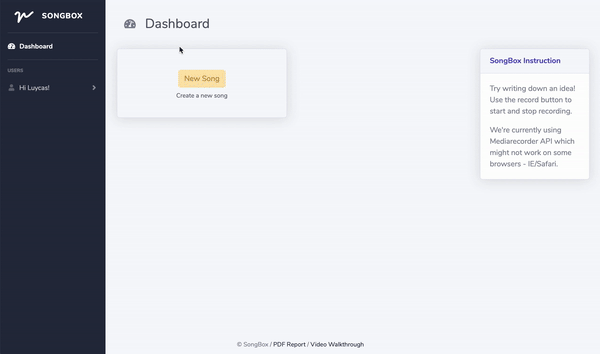 SONGBOX
Dashboard
USERS
Hi Luycas!
Dashboard
New Song
Create a new song
SongBox Instruction
Try writing down an idea!
Use the record button to
start and stop recording.
We're currently using
Mediarecorder API which
might not work on some
browsers - IE/Safari.
© SongBox / PDF Report / Video Walkthrough